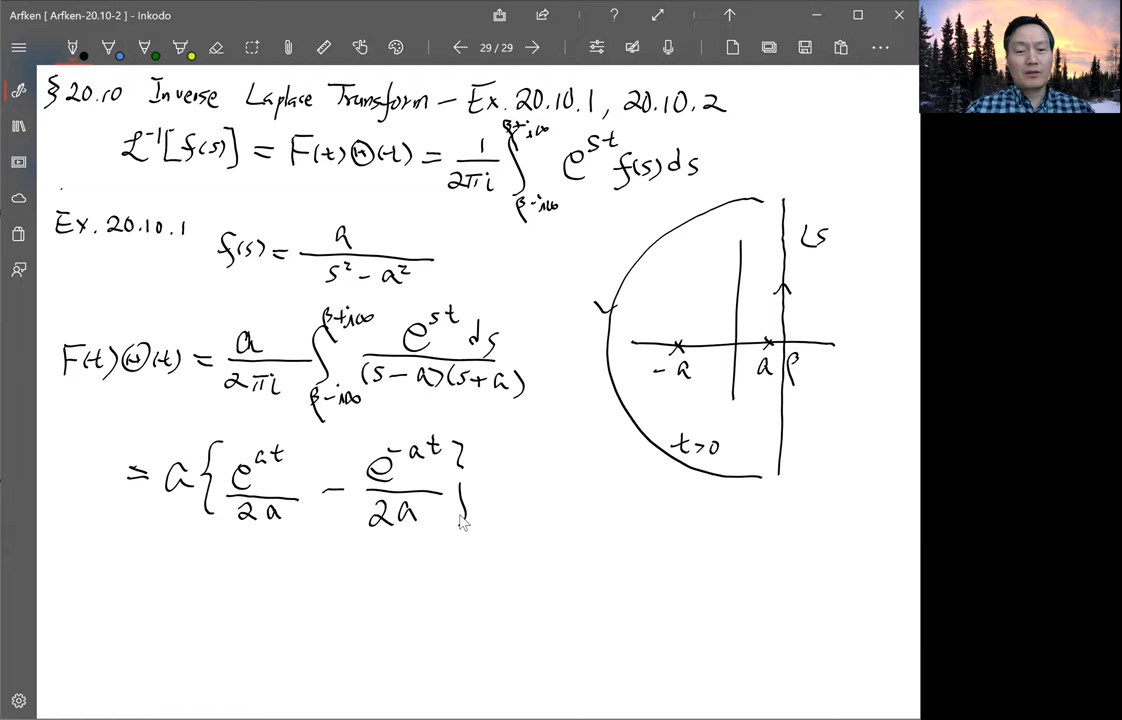 Arfken [ Arfken-20.10-2 ] - Inkodo
29 / 29
§ 20.10 Inverse Laplace Transform – Ex. 20.10.1, 20.10.2
ℒ⁻¹[f(s)] = F(t)Θ(t) = 1/(2πi) ∫_{β-i∞}^{β+i∞} e^{st} f(s) ds
Ex. 20.10.1 f(s) = a/(s² - a²)
F(t)Θ(t) = a/(2πi) ∫_{β-i∞}^{β+i∞} e^{st} ds/((s-a)(s+a))
= a { e^{at}/2a - e^{-at}/2a }
∠s
-a a β
t>0